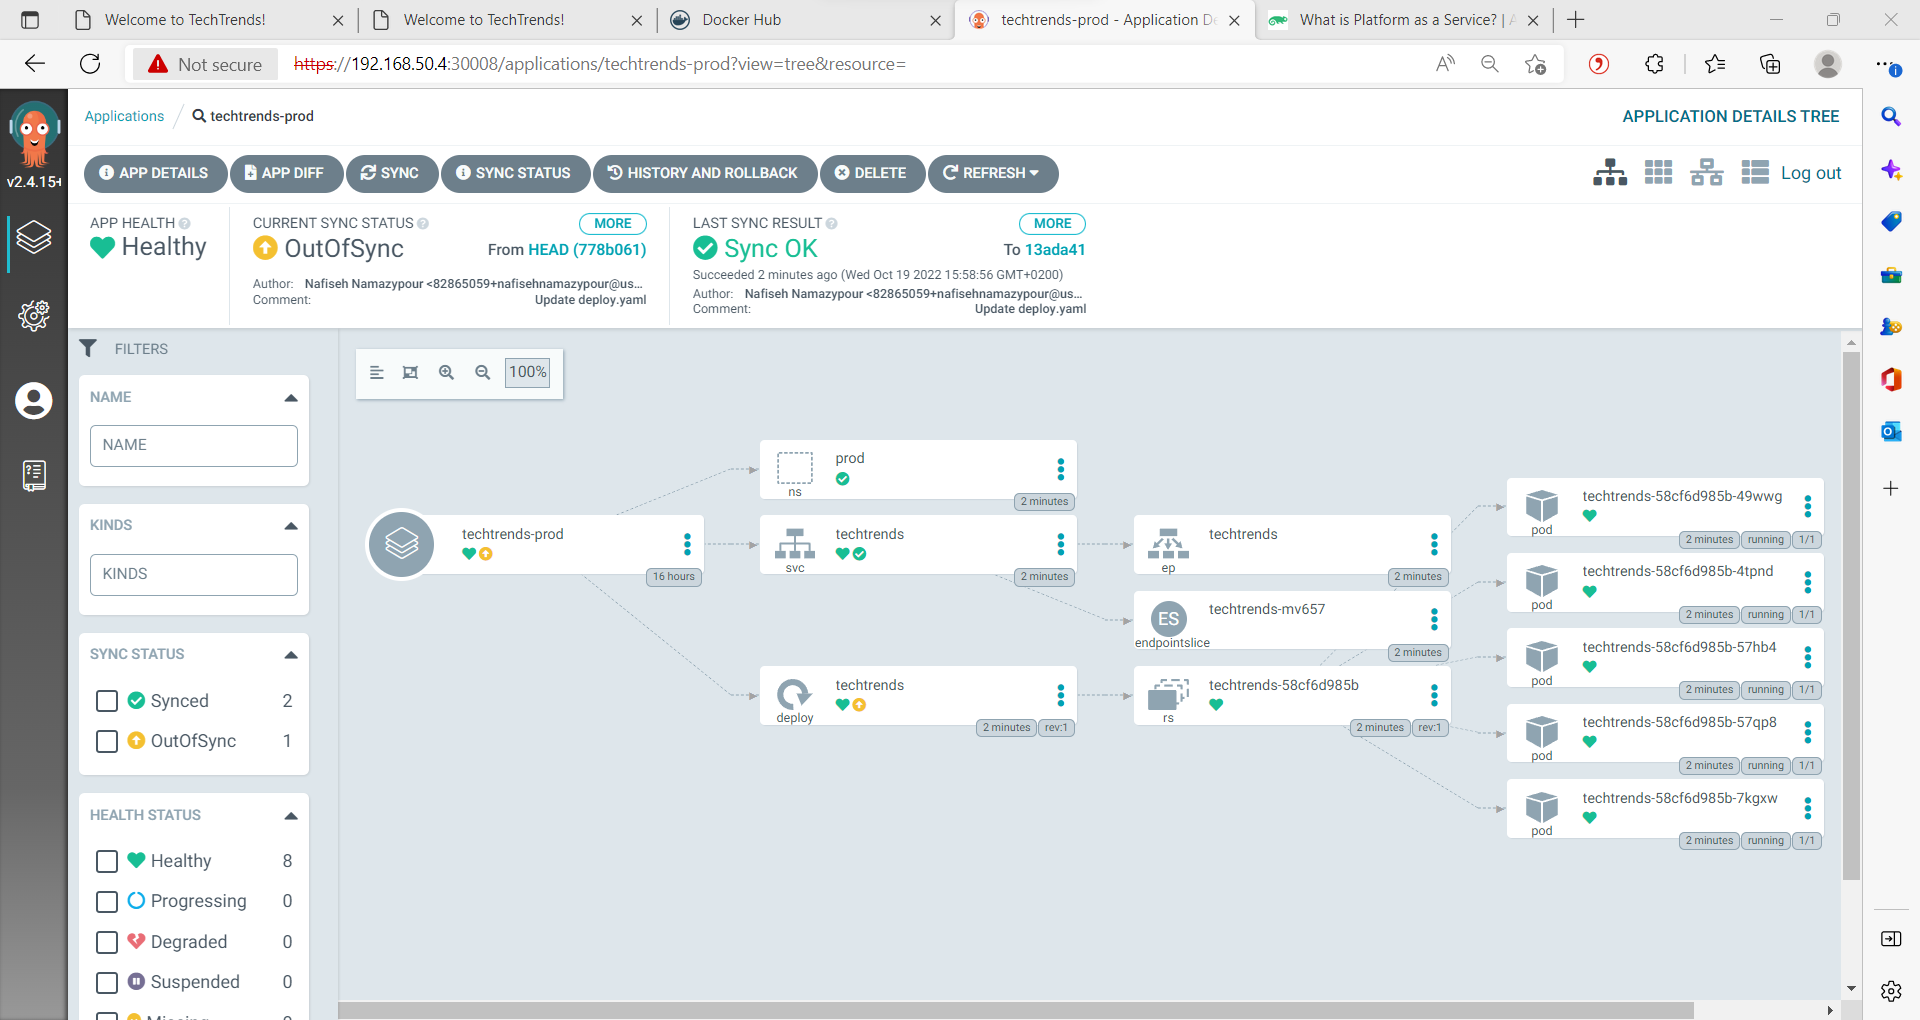 Welcome to TechTrends!
Welcome to TechTrends!
Docker Hub
techtrends-prod - Application De
What is Platform as a Service? | A
Not secure
https://192.168.50.4:30008/applications/techtrends-prod?view=tree&resource=
v2.4.15+
Applications
techtrends-prod
APPLICATION DETAILS TREE
APP DETAILS
APP DIFF
SYNC
SYNC STATUS
HISTORY AND ROLLBACK
DELETE
REFRESH
Log out
APP HEALTH
Healthy
CURRENT SYNC STATUS
MORE
OutOfSync
From HEAD (778b061)
Author: Nafiseh Namazypour <82865059+nafisehnamazypour@us...
Comment: Update deploy.yaml
LAST SYNC RESULT
MORE
Sync OK
To 13ada41
Succeeded 2 minutes ago (Wed Oct 19 2022 15:58:56 GMT+0200)
Author: Nafiseh Namazypour <82865059+nafisehnamazypour@us...
Comment: Update deploy.yaml
FILTERS
NAME
NAME
KINDS
KINDS
SYNC STATUS
Synced 2
OutOfSync 1
HEALTH STATUS
Healthy 8
Progressing 0
Degraded 0
Suspended 0
100%
techtrends-prod
16 hours
prod
ns
2 minutes
techtrends
svc
2 minutes
techtrends
deploy
2 minutes rev:1
techtrends
ep
2 minutes
ES
techtrends-mv657
endpointslice
2 minutes
techtrends-58cf6d985b
rs
2 minutes rev:1
techtrends-58cf6d985b-49wwg
pod
2 minutes running 1/1
techtrends-58cf6d985b-4tpnd
pod
2 minutes running 1/1
techtrends-58cf6d985b-57hb4
pod
2 minutes running 1/1
techtrends-58cf6d985b-57qp8
pod
2 minutes running 1/1
techtrends-58cf6d985b-7kgxw
pod
2 minutes running 1/1